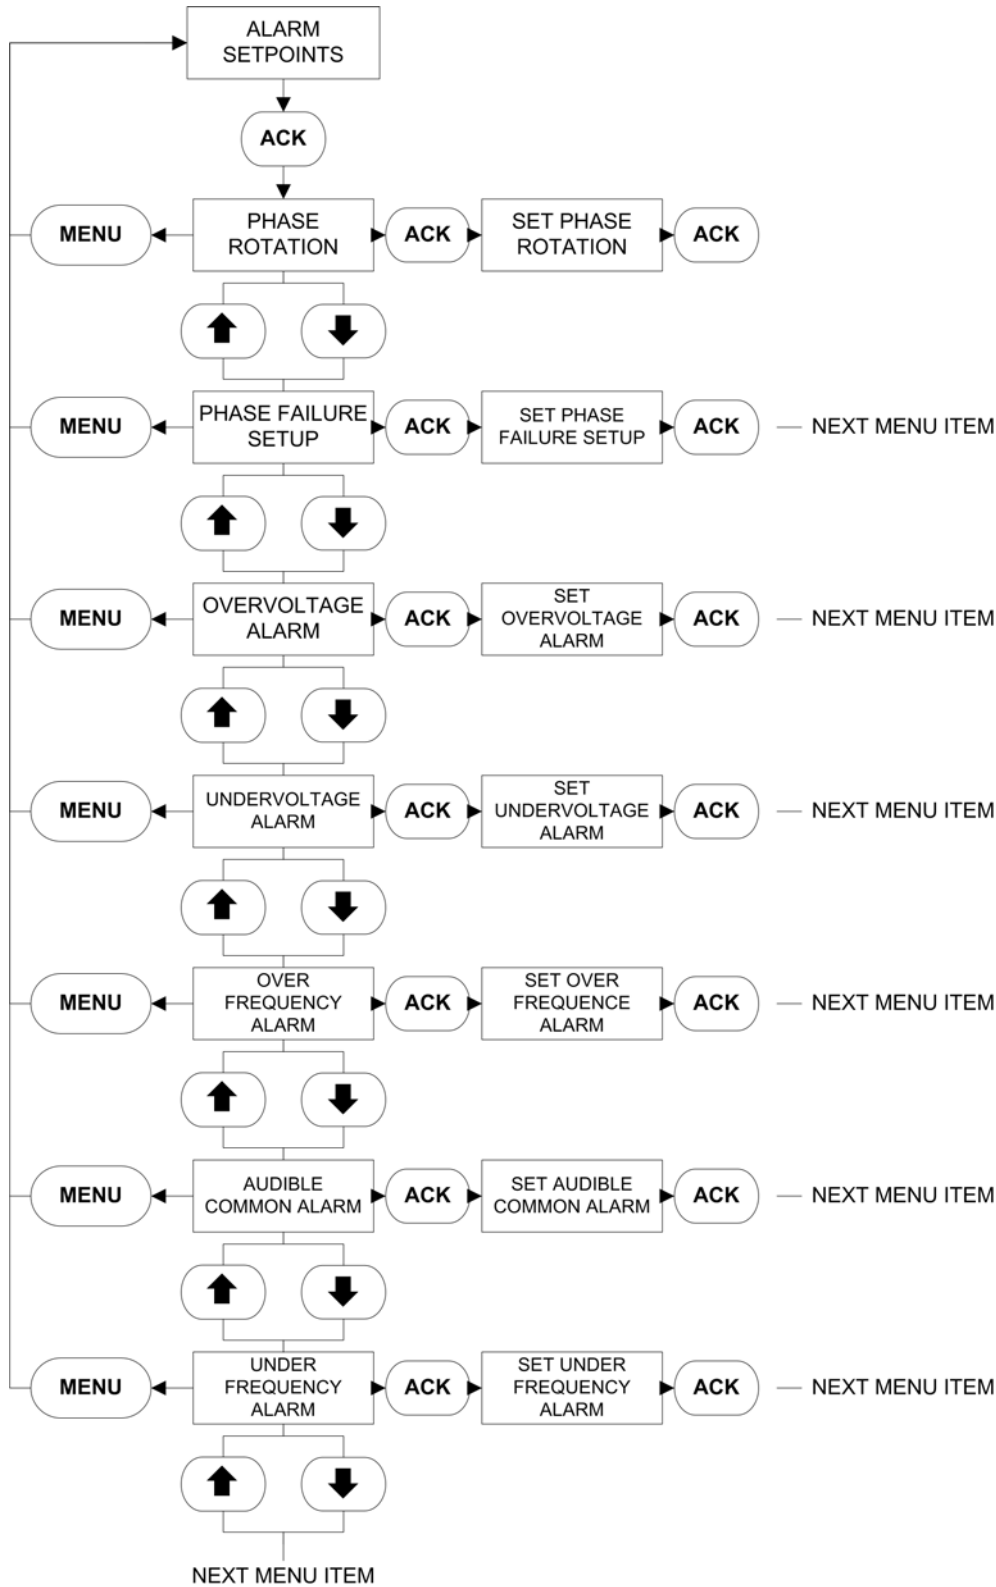 ALARM
SETPOINTS
ACK
MENU
PHASE
ROTATION
ACK
SET PHASE
ROTATION
ACK
MENU
PHASE FAILURE
SETUP
ACK
SET PHASE
FAILURE SETUP
ACK
NEXT MENU ITEM
MENU
OVERVOLTAGE
ALARM
ACK
SET
OVERVOLTAGE
ALARM
ACK
NEXT MENU ITEM
MENU
UNDERVOLTAGE
ALARM
ACK
SET
UNDERVOLTAGE
ALARM
ACK
NEXT MENU ITEM
MENU
OVER
FREQUENCY
ALARM
ACK
SET OVER
FREQUENCE
ALARM
ACK
NEXT MENU ITEM
MENU
AUDIBLE
COMMON ALARM
ACK
SET AUDIBLE
COMMON ALARM
ACK
NEXT MENU ITEM
MENU
UNDER
FREQUENCY
ALARM
ACK
SET UNDER
FREQUENCY
ALARM
ACK
NEXT MENU ITEM
NEXT MENU ITEM